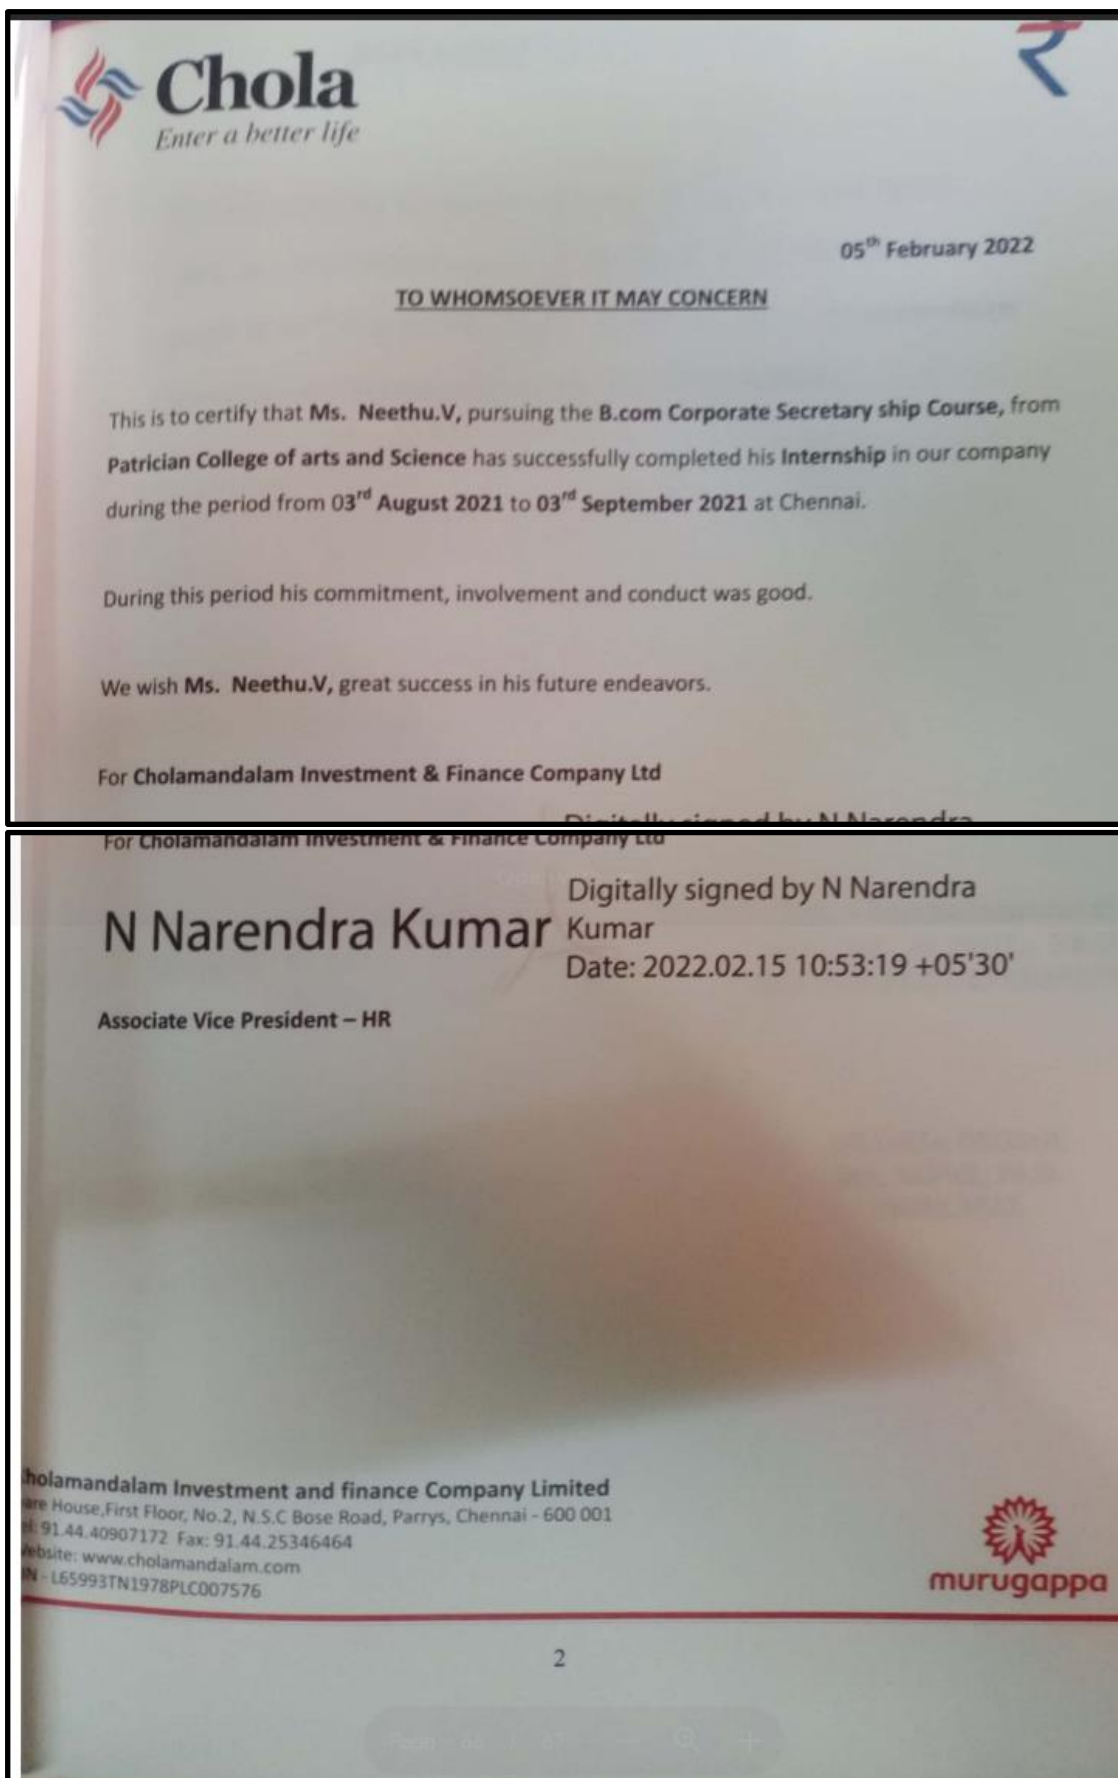 Chola
Enter a better life
05th February 2022
TO WHOMSOEVER IT MAY CONCERN
This is to certify that Ms. Neethu.V, pursuing the B.com Corporate Secretary ship Course, from
Patrician College of arts and Science has successfully completed his Internship in our company
during the period from 03rd August 2021 to 03rd September 2021 at Chennai.
During this period his commitment, involvement and conduct was good.
We wish Ms. Neethu.V, great success in his future endeavors.
For Cholamandalam Investment & Finance Company Ltd
Digitally signed by N Narendra
For Cholamandalam Investment & Finance Company Ltd
N Narendra Kumar
Digitally signed by N Narendra
Kumar
Date: 2022.02.15 10:53:19 +05'30'
Associate Vice President – HR
holamandalam Investment and finance Company Limited
are House,First Floor, No.2, N.S.C Bose Road, Parrys, Chennai - 600 001
el: 91.44.40907172 Fax: 91.44.25346464
ebsite: www.cholamandalam.com
IN - L65993TN1978PLC007576
murugappa
2